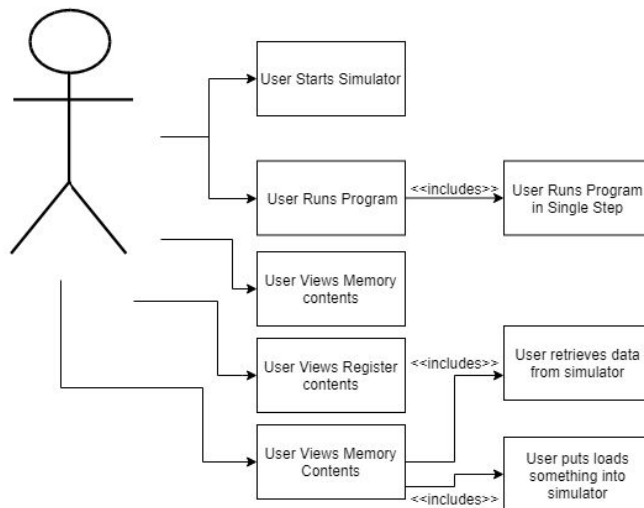 User Starts Simulator
User Runs Program
<<includes>>
User Runs Program
in Single Step
User Views Memory
contents
User Views Register
contents
<<includes>>
User retrieves data
from simulator
User Views Memory
Contents
<<includes>>
User puts loads
something into
simulator